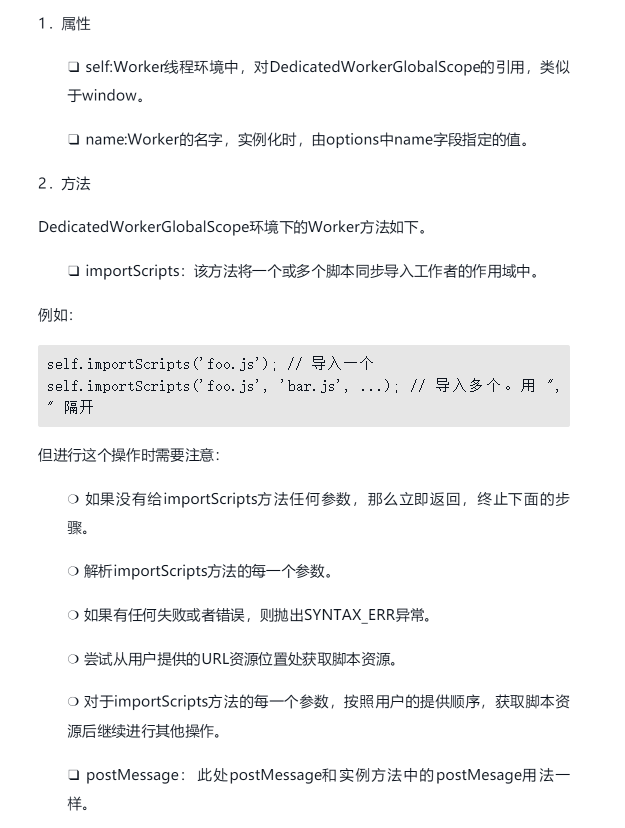 1. 属性
❑ self:Worker线程环境中，对DedicatedWorkerGlobalScope的引用，类似
于window。
❑ name:Worker的名字，实例化时，由options中name字段指定的值。
2. 方法
DedicatedWorkerGlobalScope环境下的Worker方法如下。
❑ importScripts：该方法将一个或多个脚本同步导入工作者的作用域中。
例如：
self.importScripts('foo.js'); // 导入一个
self.importScripts('foo.js', 'bar.js', ...); // 导入多个。用 ",
" 隔开
但进行这个操作时需要注意：
❍ 如果没有给importScripts方法任何参数，那么立即返回，终止下面的步
骤。
❍ 解析importScripts方法的每一个参数。
❍ 如果有任何失败或者错误，则抛出SYNTAX_ERR异常。
❍ 尝试从用户提供的URL资源位置处获取脚本资源。
❍ 对于importScripts方法的每一个参数，按照用户的提供顺序，获取脚本资
源后继续进行其他操作。
❑ postMessage：此处postMessage和实例方法中的postMesage用法一
样。